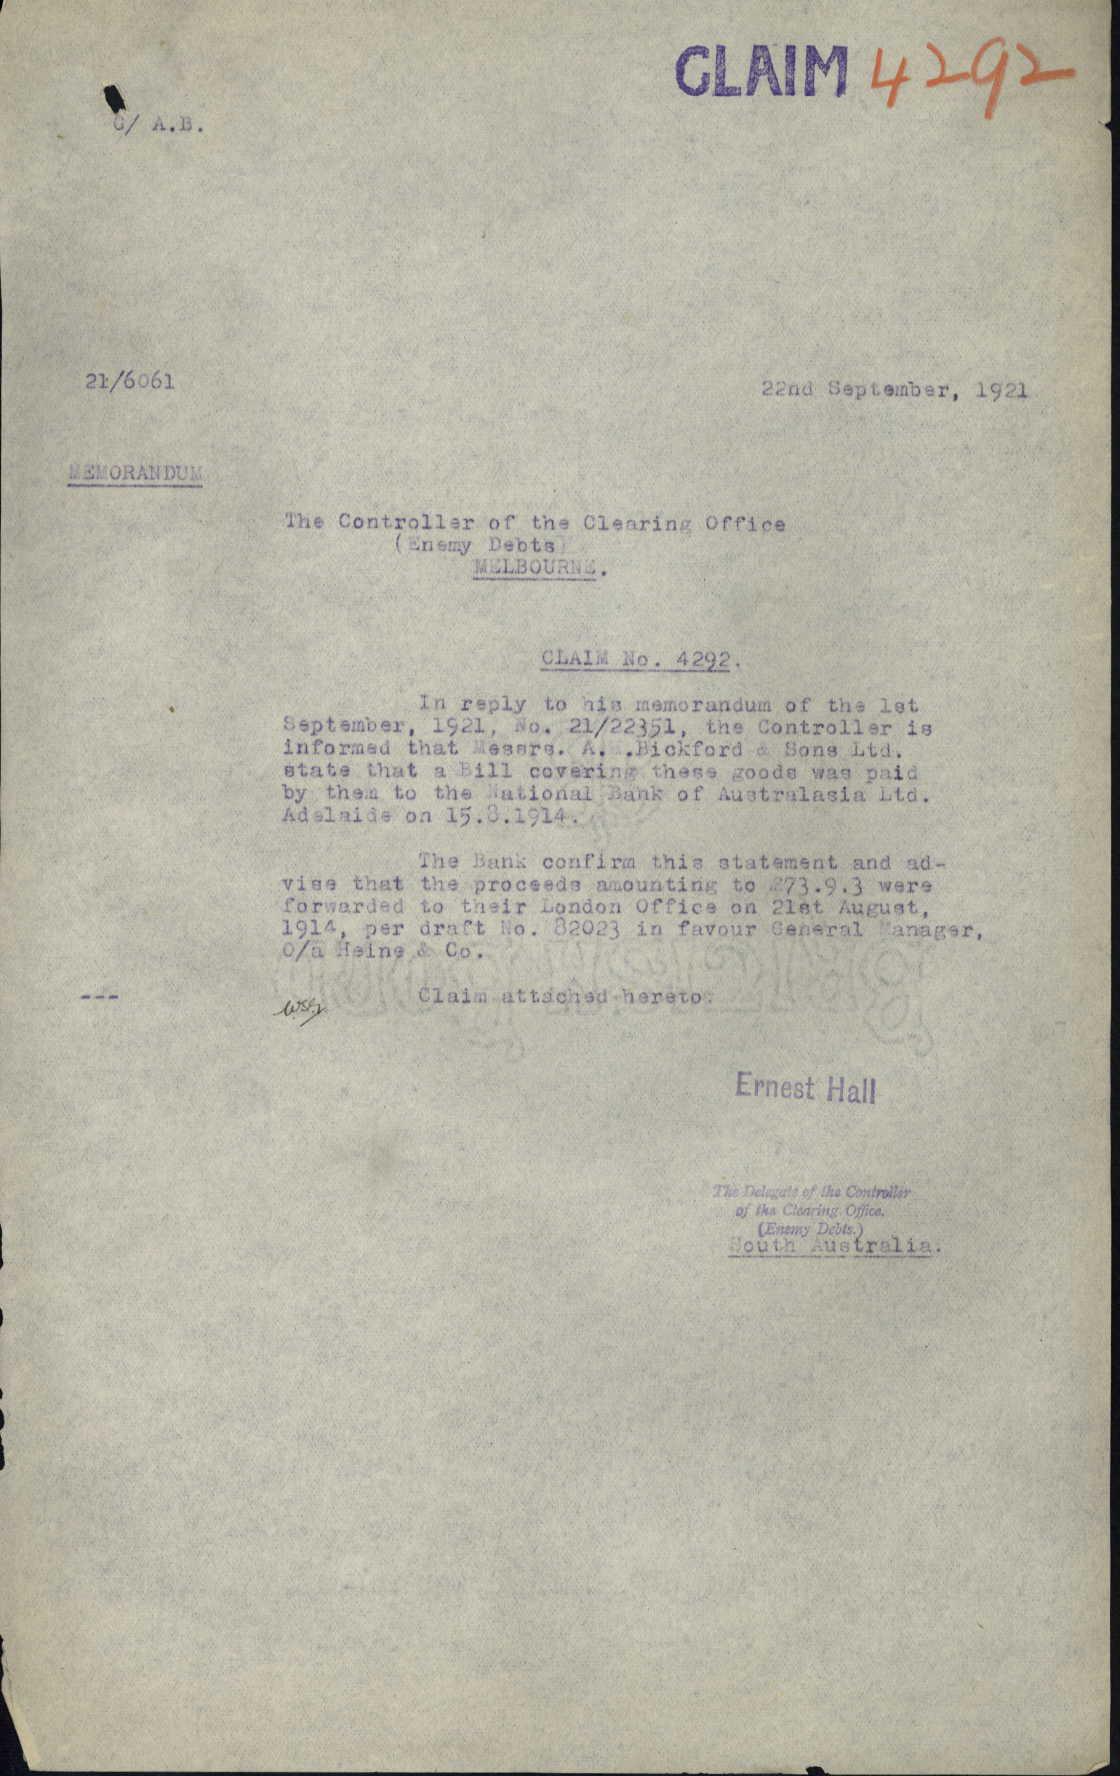 CLAIM 4292
C/ A.B.
21/6061
22nd September, 1921
MEMORANDUM
The Controller of the Clearing Office
(Enemy Debts)
MELBOURNE.
CLAIM No. 4292.
In reply to his memorandum of the 1st
September, 1921, No. 21/22351, the Controller is
informed that Messrs. A. .Bickford & Sons Ltd.
state that a Bill covering these goods was paid
by them to the National Bank of Australasia Ltd.
Adelaide on 15.8.1914.
The Bank confirm this statement and ad-
vise that the proceeds amounting to £73.9.3 were
forwarded to their London Office on 21st August,
1914, per draft No. 82023 in favour General Manager,
O/a Heine & Co.
--- Claim attached hereto.
Ernest Hall
The Delegate of the Controller
of the Clearing Office.
(Enemy Debts.)
South Australia.